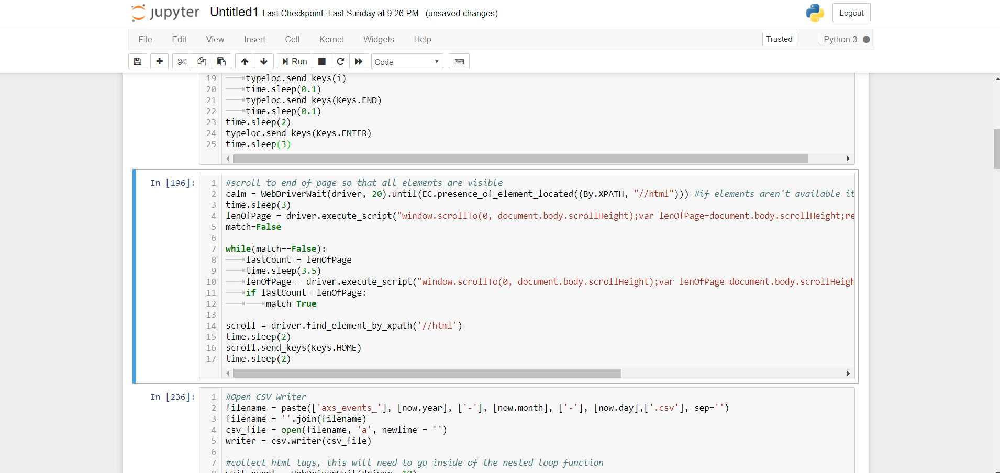 jupyter Untitled1 Last Checkpoint: Last Sunday at 9:26 PM (unsaved changes) Logout
File Edit View Insert Cell Kernel Widgets Help Trusted Python 3
Run Code
19 typeloc.send_keys(i)
20 time.sleep(0.1)
21 typeloc.send_keys(Keys.END)
22 time.sleep(0.1)
23 time.sleep(2)
24 typeloc.send_keys(Keys.ENTER)
25 time.sleep(3)
In [196]:
1 #scroll to end of page so that all elements are visible
2 calm = WebDriverWait(driver, 20).until(EC.presence_of_element_located((By.XPATH, "//html"))) #if elements aren't available it
3 time.sleep(3)
4 lenOfPage = driver.execute_script("window.scrollTo(0, document.body.scrollHeight);var lenOfPage=document.body.scrollHeight;re
5 match=False
6
7 while(match==False):
8 lastCount = lenOfPage
9 time.sleep(3.5)
10 lenOfPage = driver.execute_script("window.scrollTo(0, document.body.scrollHeight);var lenOfPage=document.body.scrollHeigh
11 if lastCount==lenOfPage:
12 match=True
13
14 scroll = driver.find_element_by_xpath('//html')
15 time.sleep(2)
16 scroll.send_keys(Keys.HOME)
17 time.sleep(2)
In [236]:
1 #Open CSV Writer
2 filename = paste(['axs_events_'], [now.year], ['-'], [now.month], ['-'], [now.day],['.csv'], sep='')
3 filename = ''.join(filename)
4 csv_file = open(filename, 'a', newline = '')
5 writer = csv.writer(csv_file)
6
7 #collect html tags, this will need to go inside of the nested loop function